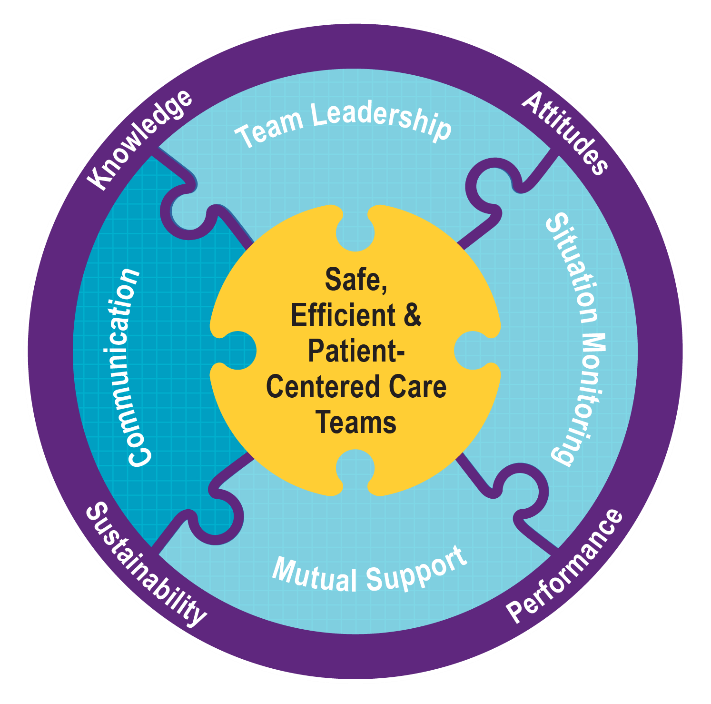 Knowledge
Attitudes
Team Leadership
Communication
Situation Monitoring
Safe,
Efficient &
Patient-
Centered Care
Teams
Mutual Support
Sustainability
Performance